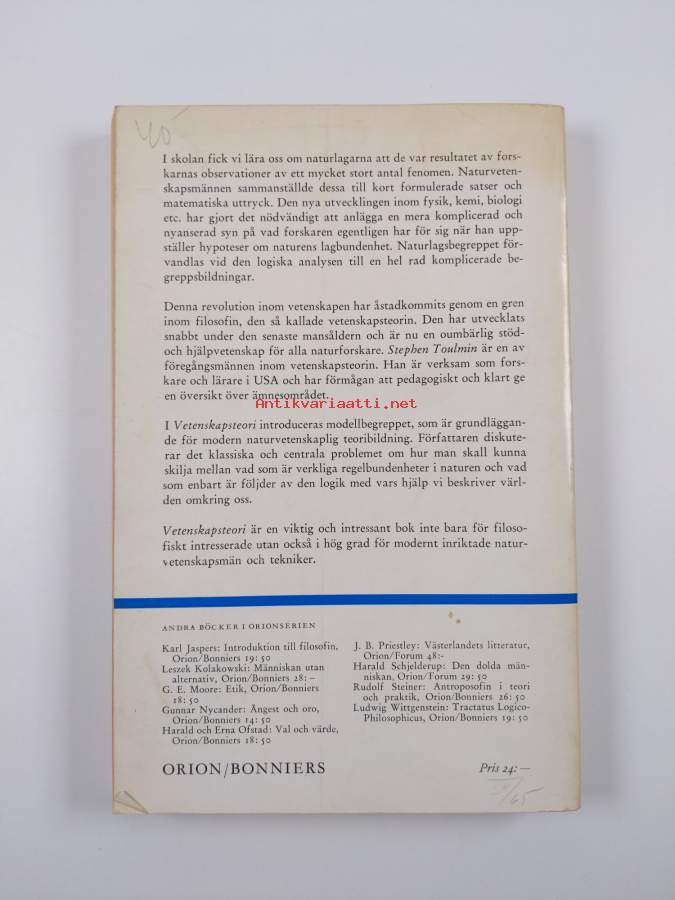 40
I skolan fick vi lära oss om naturlagarna att de var resultatet av fors-
karnas observationer av ett mycket stort antal fenomen. Naturveten-
skapsmännen sammanställde dessa till kort formulerade satser och
matematiska uttryck. Den nya utvecklingen inom fysik, kemi, biologi
etc. har gjort det nödvändigt att anlägga en mera komplicerad och
nyanserad syn på vad forskaren egentligen har för sig när han upp-
ställer hypoteser om naturens lagbundenhet. Naturlagsbegreppet för-
vandlas vid den logiska analysen till en hel rad komplicerade be-
greppsbildningar.
Denna revolution inom vetenskapen har åstadkommits genom en gren
inom filosofin, den så kallade vetenskapsteorin. Den har utvecklats
snabbt under den senaste mansåldern och är nu en oumbärlig stöd-
och hjälpvetenskap för alla naturforskare. Stephen Toulmin är en av
föregångsmännen inom vetenskapsteorin. Han är verksam som fors-
kare och lärare i USA och har förmågan att pedagogiskt och klart ge
en översikt över ämnesområdet.
Antikvariaatti.net
I Vetenskapsteori introduceras modellbegreppet, som är grundläggan-
de för modern naturvetenskaplig teoribildning. Författaren diskute-
rar det klassiska och centrala problemet om hur man skall kunna
skilja mellan vad som är verkliga regelbundenheter i naturen och vad
som enbart är följder av den logik med vars hjälp vi beskriver värl-
den omkring oss.
Vetenskapsteori är en viktig och intressant bok inte bara för filoso-
fiskt intresserade utan också i hög grad för modernt inriktade natur-
vetenskapsmän och tekniker.
ANDRA BÖCKER I ORIONSERIEN
Karl Jaspers: Introduktion till filosofin,
Orion/Bonniers 19: 50
Leszek Kolakowski: Människan utan
alternativ, Orion/Bonniers 28: –
G. E. Moore: Etik, Orion/Bonniers
18: 50
Gunnar Nycander: Ångest och oro,
Orion/Bonniers 14: 50
Harald och Erna Ofstad: Val och värde,
Orion/Bonniers 18: 50
J. B. Priestley: Västerlandets litteratur,
Orion/Forum 48:-
Harald Schjelderup: Den dolda män-
niskan, Orion/Forum 29: 50
Rudolf Steiner: Antroposofin i teori
och praktik, Orion/Bonniers 26: 50
Ludwig Wittgenstein: Tractatus Logico-
Philosophicus, Orion/Bonniers 19: 50
ORION/BONNIERS
Pris 24: —